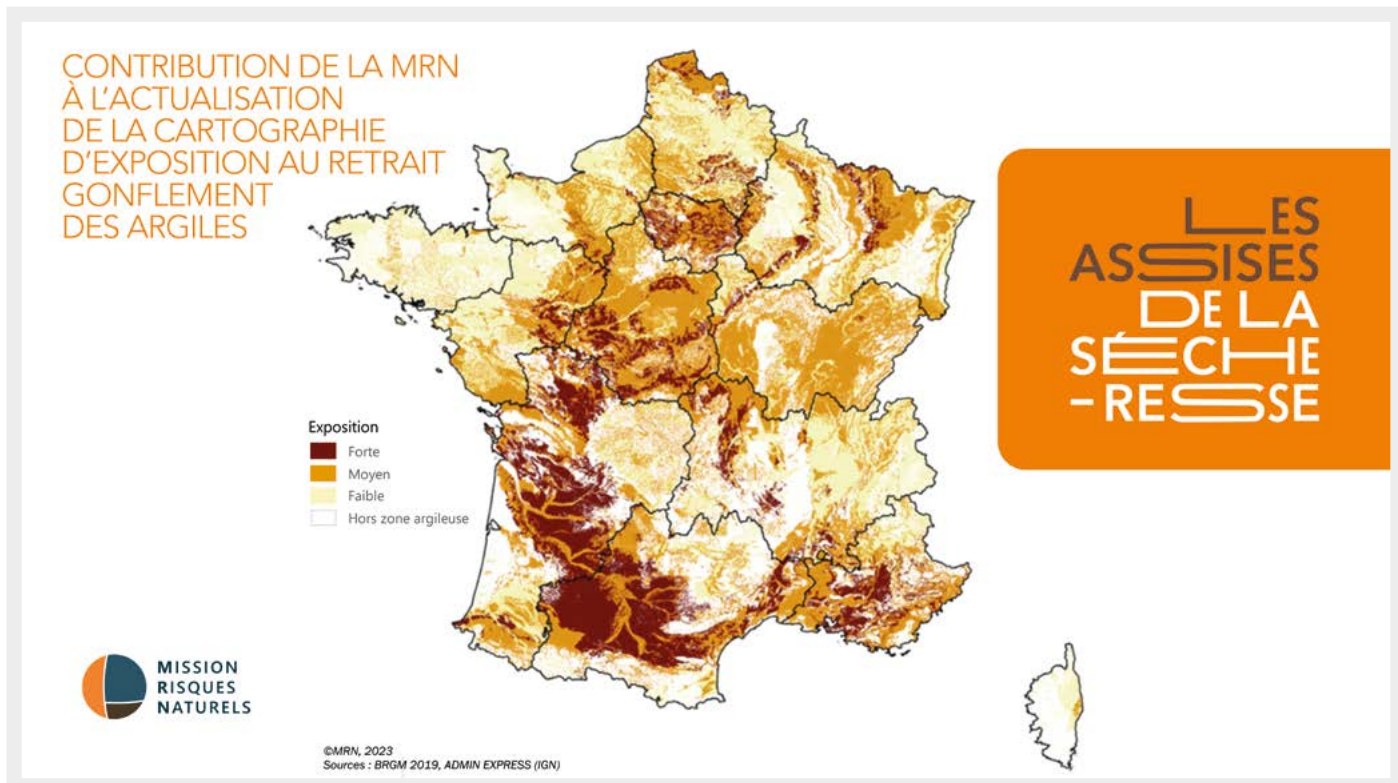 CONTRIBUTION DE LA MRN
À L'ACTUALISATION
DE LA CARTOGRAPHIE
D'EXPOSITION AU RETRAIT
GONFLEMENT
DES ARGILES
LES
ASSISES
DE LA
SÉCHE
-RESSE
Exposition
Forte
Moyen
Faible
Hors zone argileuse
MISSION
RISQUES
NATURELS
©MRN, 2023
Sources : BRGM 2019, ADMIN EXPRESS (IGN)